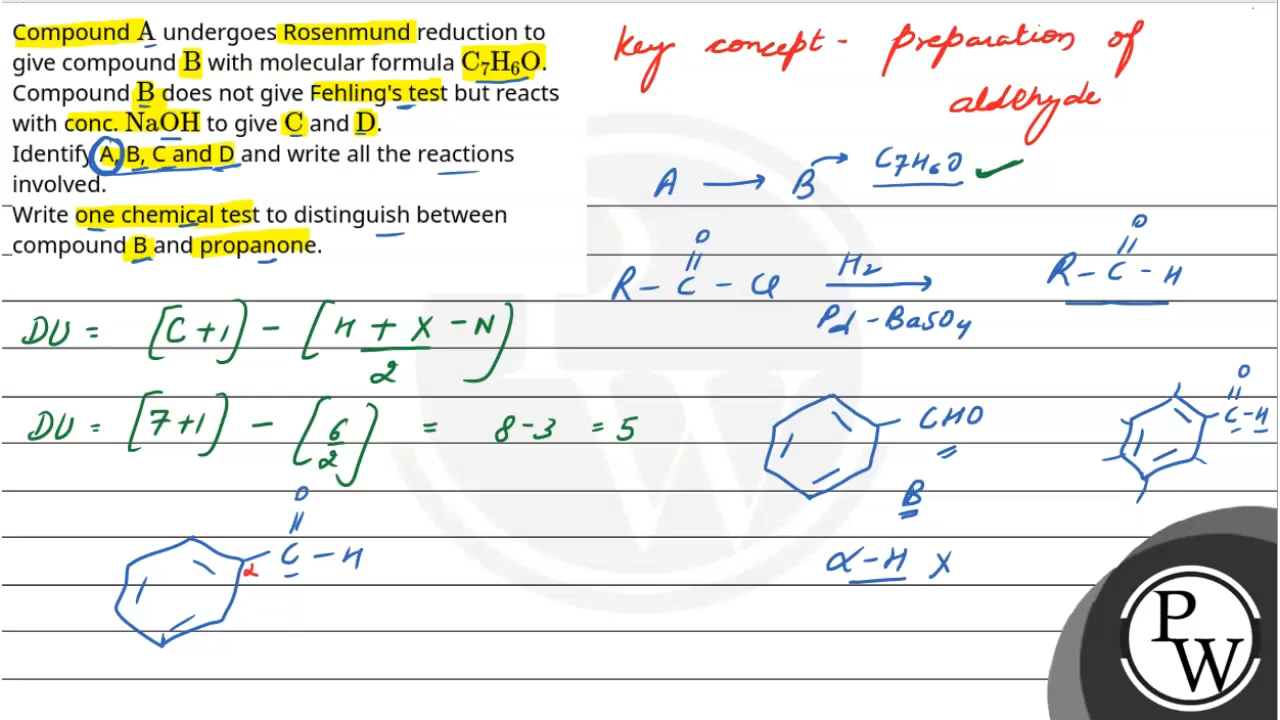 Compound A undergoes Rosenmund reduction to
give compound B with molecular formula C₇H₆O.
Compound B does not give Fehling's test but reacts
with conc. NaOH to give C and D.
Identify A, B, C and D and write all the reactions
involved.
Write one chemical test to distinguish between
compound B and propanone.
Key concept - preparation of
aldehyde
A ⟶ B → C₇H₆O ✓
O
||
R - C - Cl
H₂
⟶
Pd - BaSO₄
O
||
R - C - H
DU = [C + 1] - [H + X - N / 2]
DU = [7 + 1] - [6 / 2] = 8 - 3 = 5
CHO
B
α - H X
O
||
C - H
O
||
C - H
α
P
W